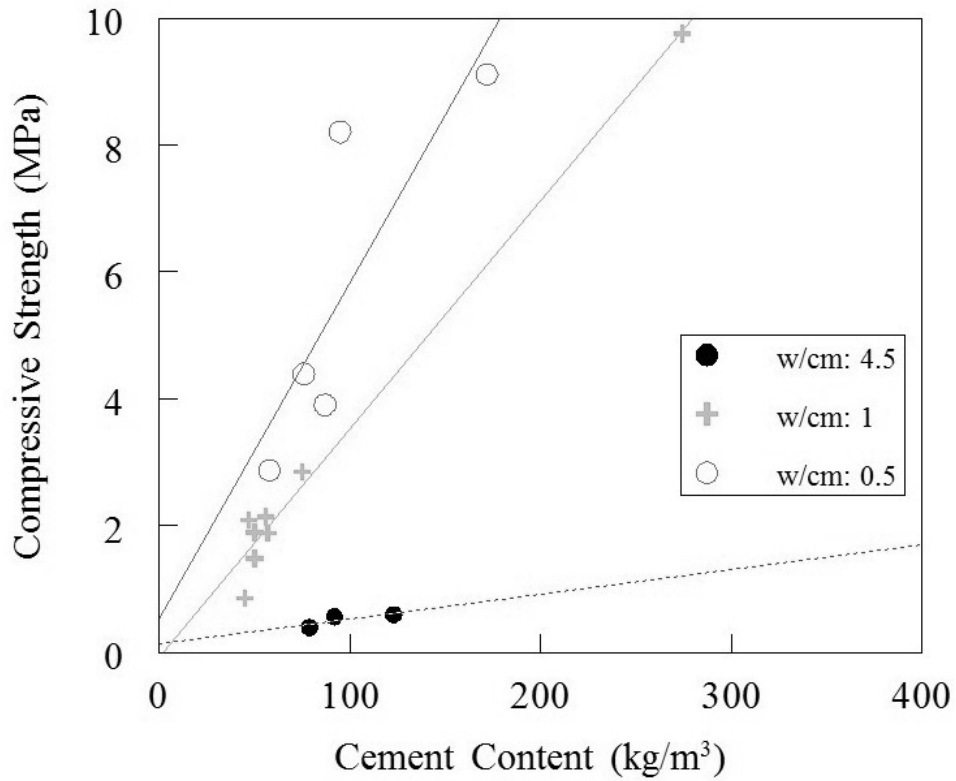 10
8
6
4
2
0
Compressive Strength (MPa)
w/cm: 4.5
w/cm: 1
w/cm: 0.5
0 100 200 300 400
Cement Content (kg/m³)